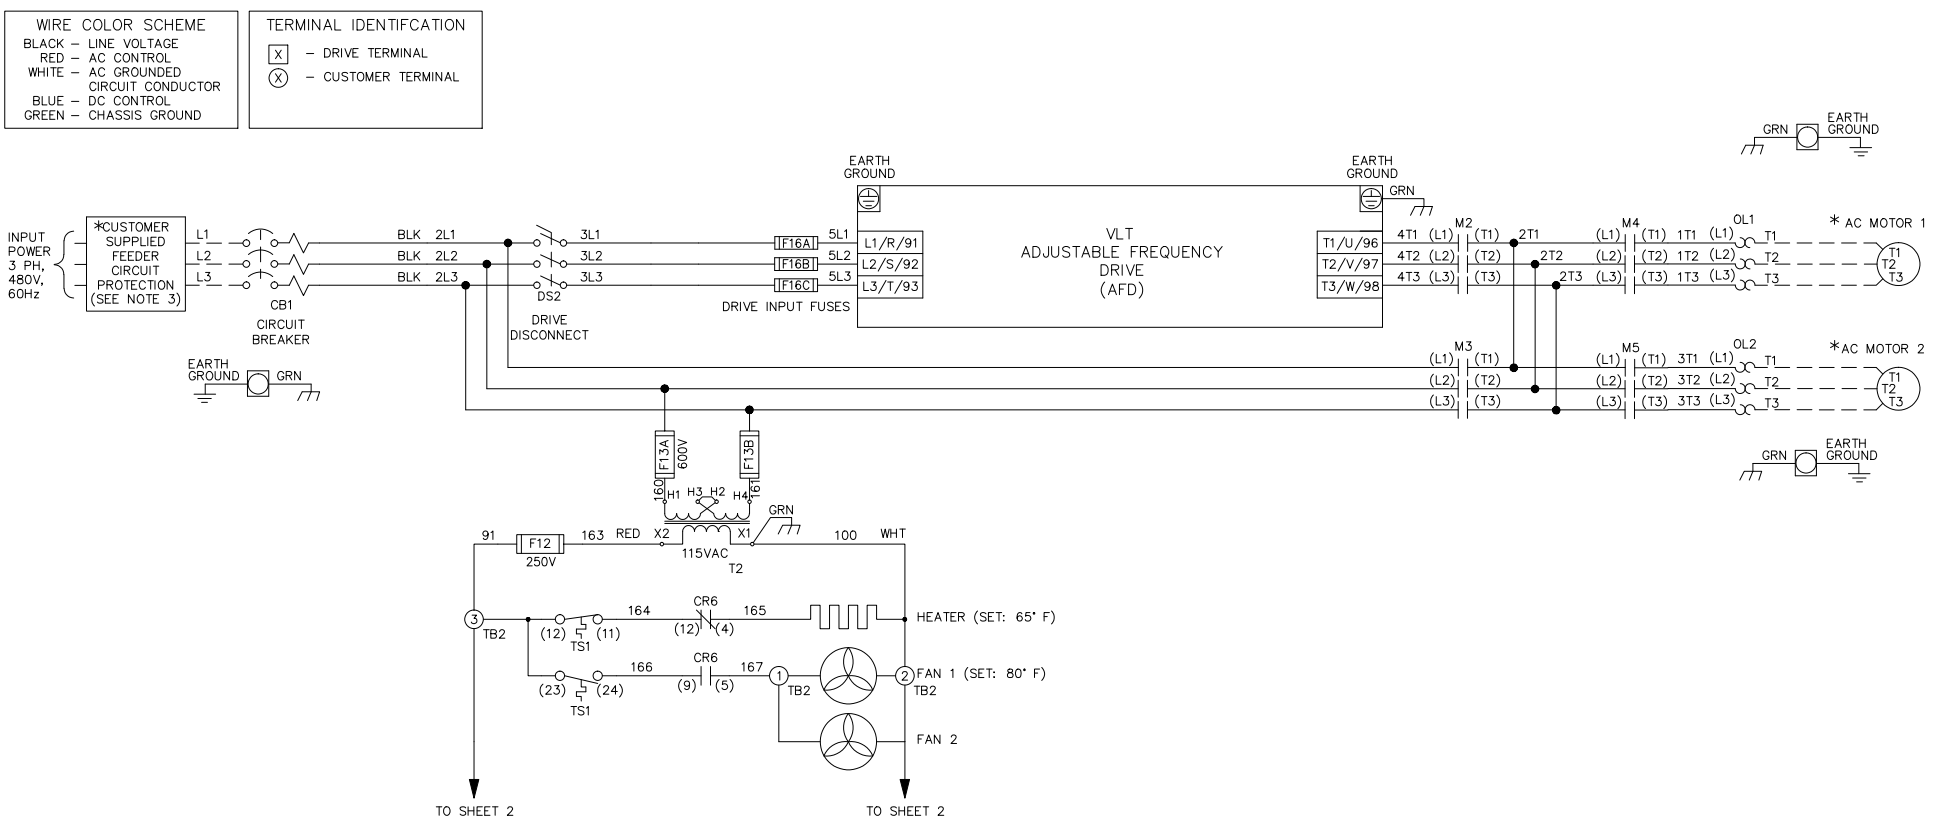 WIRE COLOR SCHEME
BLACK – LINE VOLTAGE
RED – AC CONTROL
WHITE – AC GROUNDED
CIRCUIT CONDUCTOR
BLUE – DC CONTROL
GREEN – CHASSIS GROUND
TERMINAL IDENTIFCATION
X – DRIVE TERMINAL
X – CUSTOMER TERMINAL
GRN
EARTH
GROUND
INPUT
POWER
3 PH,
480V,
60Hz
*CUSTOMER
SUPPLIED
FEEDER
CIRCUIT
PROTECTION
(SEE NOTE 3)
L1
L2
L3
CB1
CIRCUIT
BREAKER
BLK 2L1
BLK 2L2
BLK 2L3
3L1
3L2
3L3
DS2
DRIVE
DISCONNECT
F16A
F16B
F16C
DRIVE INPUT FUSES
5L1
5L2
5L3
EARTH
GROUND
L1/R/91
L2/S/92
L3/T/93
VLT
ADJUSTABLE FREQUENCY
DRIVE
(AFD)
EARTH
GROUND
GRN
T1/U/96
T2/V/97
T3/W/98
4T1 (L1) M2 (T1) 2T1 (L1) M4 (T1) 1T1 (L1) OL1 T1
4T2 (L2) (T2) 2T2 (L2) (T2) 1T2 (L2) T2
4T3 (L3) (T3) 2T3 (L3) (T3) 1T3 (L3) T3
* AC MOTOR 1
T1
T2
T3
EARTH
GROUND
GRN
(L1) M3 (T1) (L1) M5 (T1) 3T1 (L1) OL2 T1
(L2) (T2) (L2) (T2) 3T2 (L2) T2
(L3) (T3) (L3) (T3) 3T3 (L3) T3
*AC MOTOR 2
T1
T2
T3
GRN
EARTH
GROUND
F13A
600V
F13B
160
161
H1 H3 H2 H4
GRN
91
F12
250V
163 RED X2
X1
115VAC
T2
100 WHT
3
TB2
(12) (11)
TS1
164
CR6
(12) (4)
165
HEATER (SET: 65° F)
(23) (24)
TS1
166
CR6
(9) (5)
167
1
TB2
2
TB2
FAN 1 (SET: 80° F)
FAN 2
TO SHEET 2
TO SHEET 2